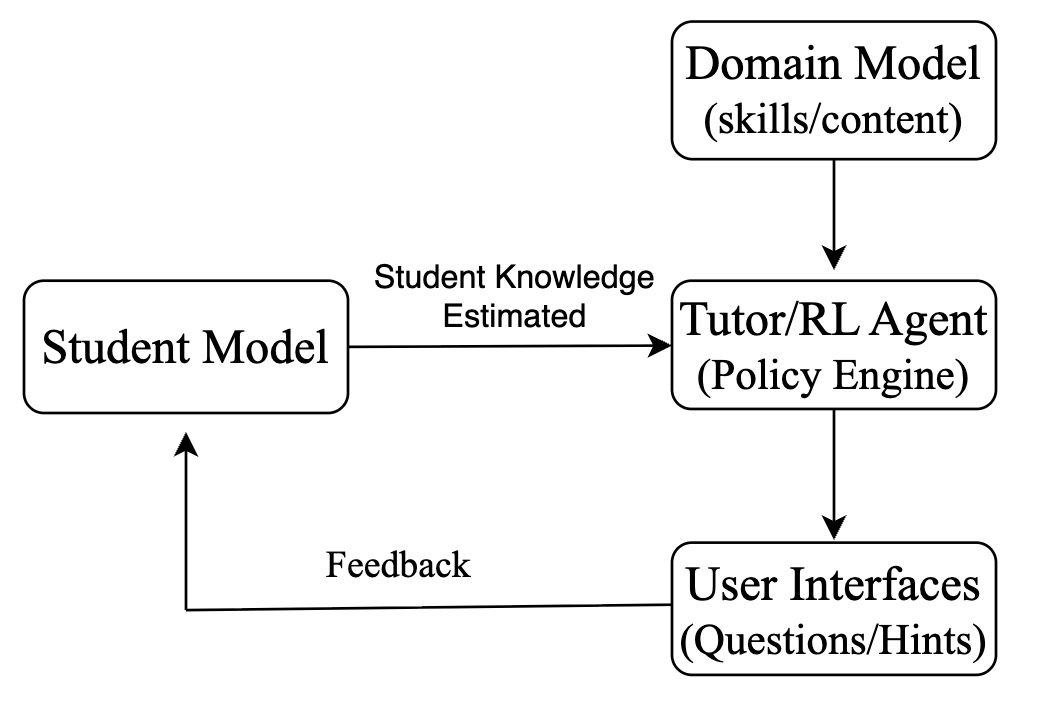 Domain Model
(skills/content)
Student Knowledge
Estimated
Student Model
Tutor/RL Agent
(Policy Engine)
Feedback
User Interfaces
(Questions/Hints)